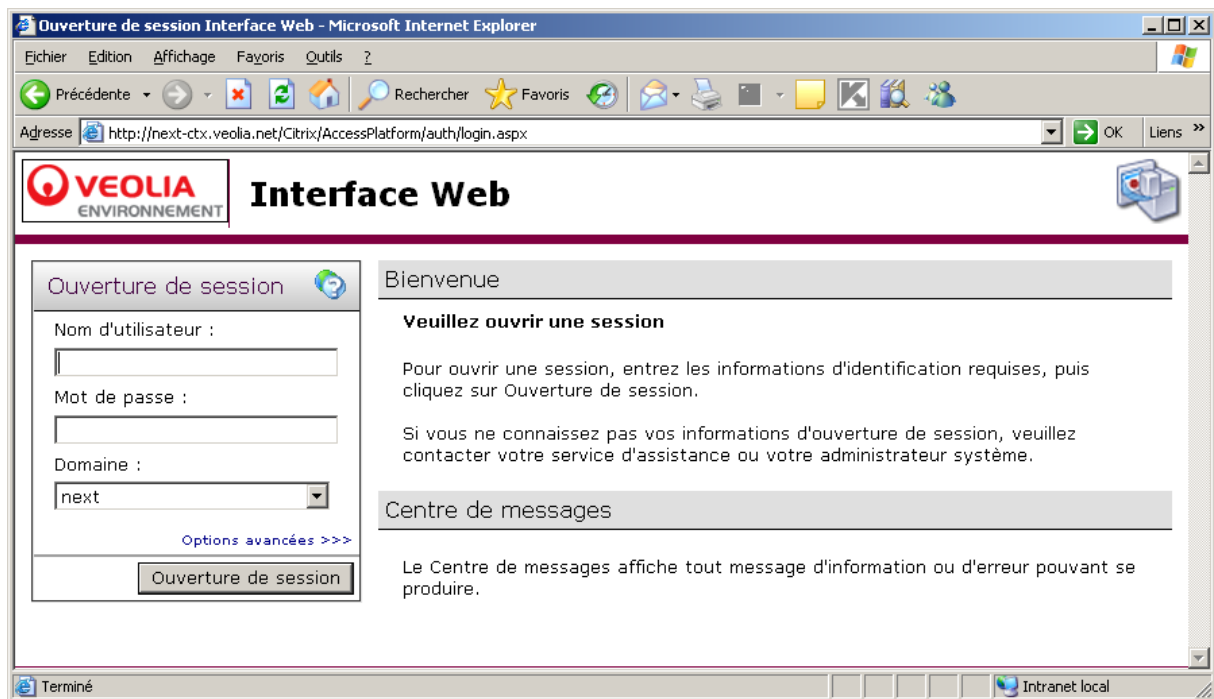 Ouverture de session Interface Web - Microsoft Internet Explorer
Fichier Edition Affichage Favoris Outils ?
Précédente Rechercher Favoris
Adresse http://next-ctx.veolia.net/Citrix/AccessPlatform/auth/login.aspx OK Liens »
VEOLIA
ENVIRONNEMENT
Interface Web
Ouverture de session
Nom d'utilisateur :
Mot de passe :
Domaine :
next
Options avancées >>>
Ouverture de session
Bienvenue
Veuillez ouvrir une session
Pour ouvrir une session, entrez les informations d'identification requises, puis
cliquez sur Ouverture de session.
Si vous ne connaissez pas vos informations d'ouverture de session, veuillez
contacter votre service d'assistance ou votre administrateur système.
Centre de messages
Le Centre de messages affiche tout message d'information ou d'erreur pouvant se
produire.
Terminé
Intranet local